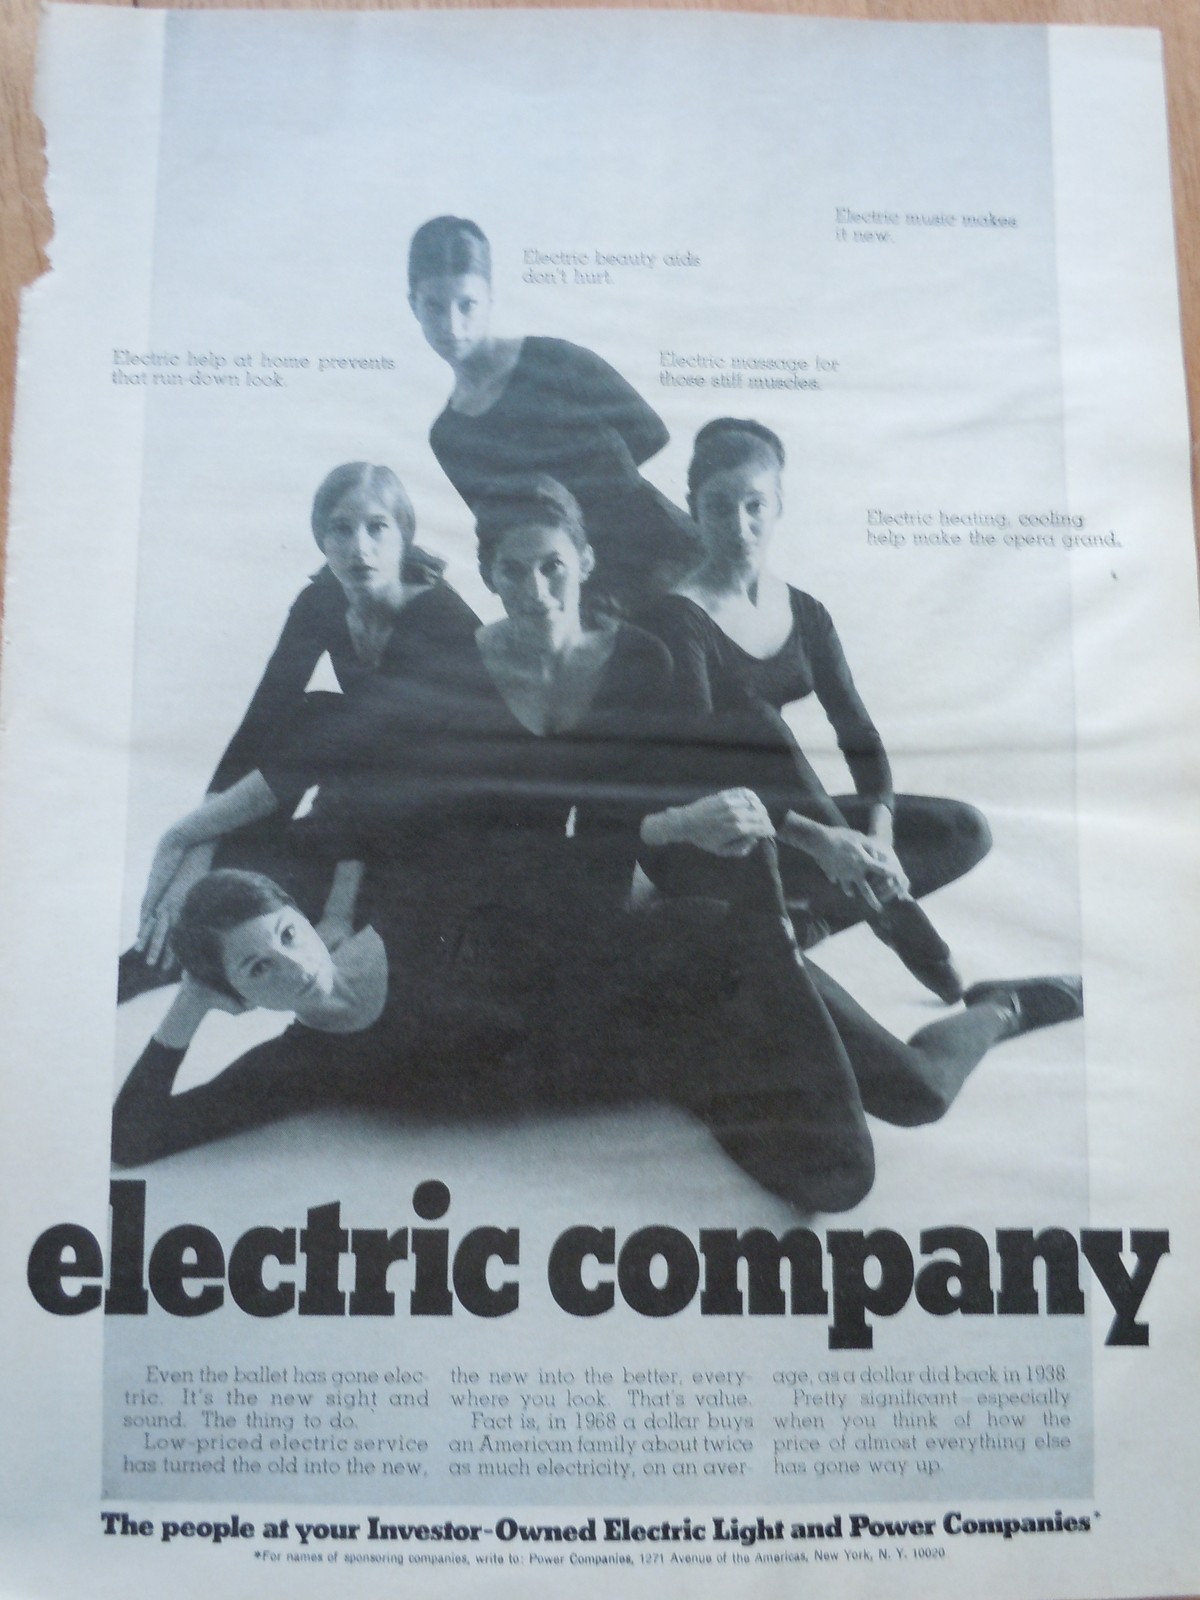 Electric music makes
it new.
Electric beauty aids
don't hurt.
Electric help at home prevents
that run-down look.
Electric massage for
those stiff muscles.
Electric heating, cooling
help make the opera grand.
electric company
Even the ballet has gone elec-
tric. It's the new sight and
sound. The thing to do.
Low-priced electric service
has turned the old into the new,
the new into the better, every-
where you look. That's value.
Fact is, in 1968 a dollar buys
an American family about twice
as much electricity, on an aver-
age, as a dollar did back in 1938.
Pretty significant—especially
when you think of how the
price of almost everything else
has gone way up.
The people at your Investor-Owned Electric Light and Power Companies*
*For names of sponsoring companies, write to: Power Companies, 1271 Avenue of the Americas, New York, N. Y. 10020